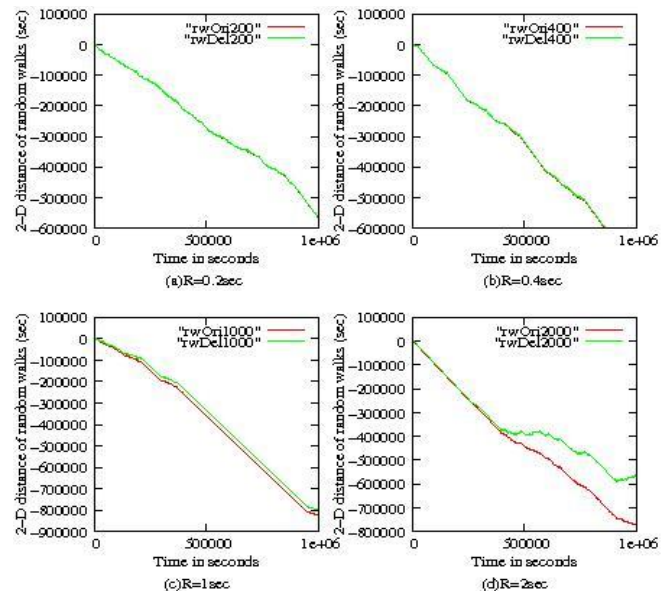 2-D distance of random walks (sec)
100000
0
-100000
-200000
-300000
-400000
-500000
-600000
"rwOri200"
"rwDel200"
0 500000 1e+06
Time in seconds
(a)R=0.2sec
2-D distance of random walks (sec)
100000
0
-100000
-200000
-300000
-400000
-500000
-600000
"rwOri400"
"rwDel400"
0 500000 1e+06
Time in seconds
(b)R=0.4sec
2-D distance of random walks (sec)
100000
0
-100000
-200000
-300000
-400000
-500000
-600000
-700000
-800000
-900000
"rwOri1000"
"rwDel1000"
0 500000 1e+06
Time in seconds
(c)R=1sec
2-D distance of random walks (sec)
100000
0
-100000
-200000
-300000
-400000
-500000
-600000
-700000
-800000
"rwOri2000"
"rwDel2000"
0 500000 1e+06
Time in seconds
(d)R=2sec